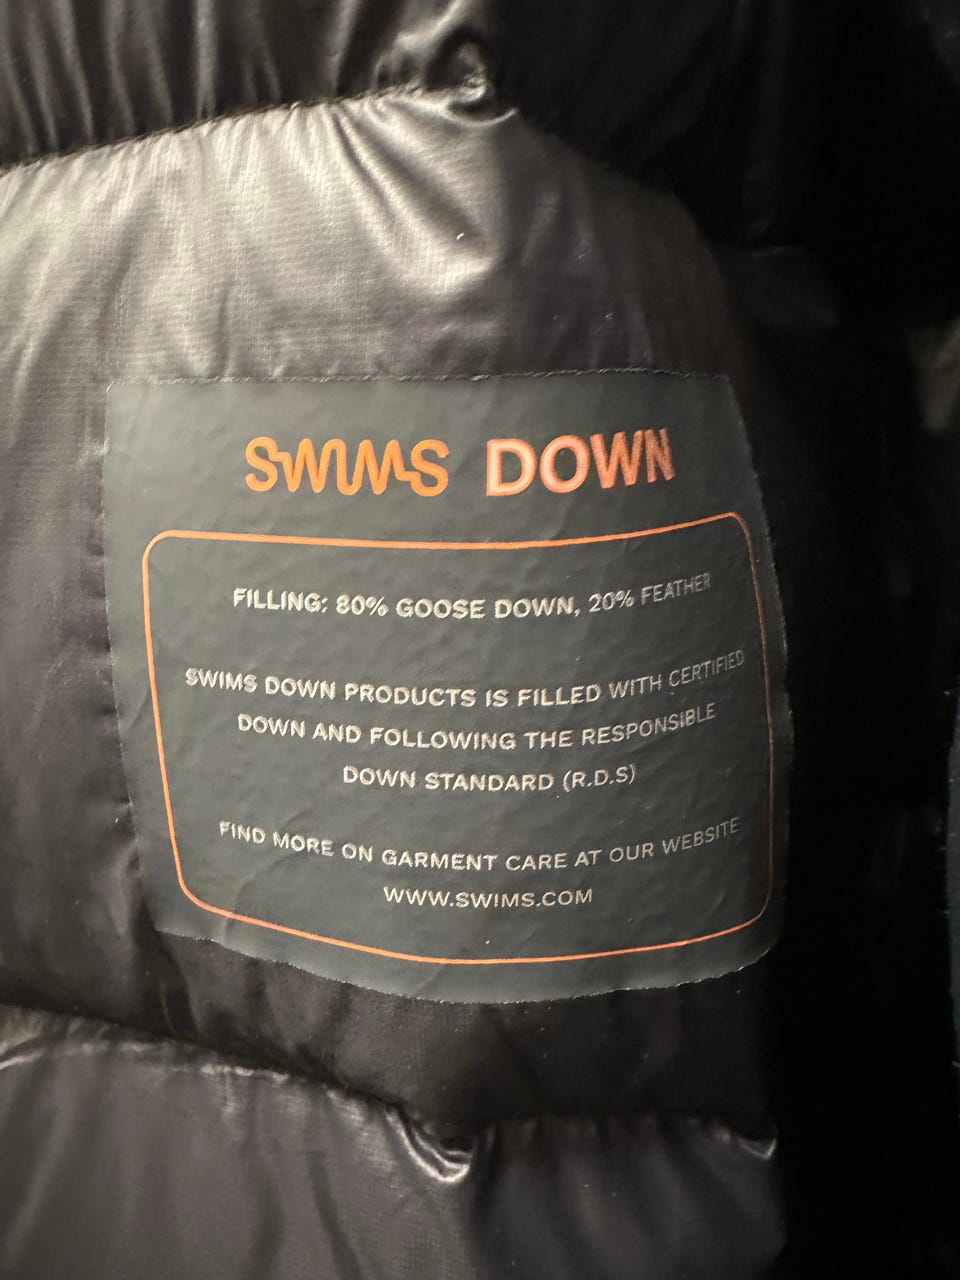 SWIMS DOWN
FILLING: 80% GOOSE DOWN, 20% FEATHER
SWIMS DOWN PRODUCTS IS FILLED WITH CERTIFIED
DOWN AND FOLLOWING THE RESPONSIBLE
DOWN STANDARD (R.D.S)
FIND MORE ON GARMENT CARE AT OUR WEBSITE
WWW.SWIMS.COM